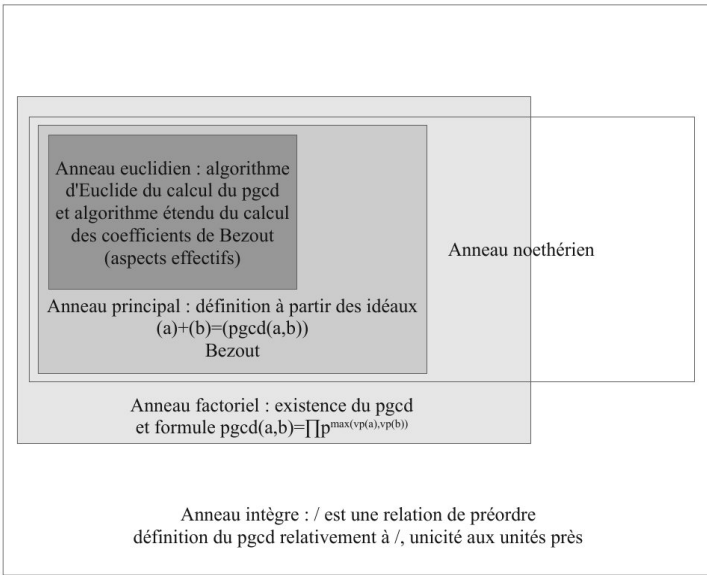 Anneau euclidien : algorithme
d'Euclide du calcul du pgcd
et algorithme étendu du calcul
des coefficients de Bezout
(aspects effectifs)
Anneau noethérien
Anneau principal : définition à partir des idéaux
(a)+(b)=(pgcd(a,b))
Bezout
Anneau factoriel : existence du pgcd
et formule pgcd(a,b)=∏p^max(vp(a),vp(b))
Anneau intègre : / est une relation de préordre
définition du pgcd relativement à /, unicité aux unités près